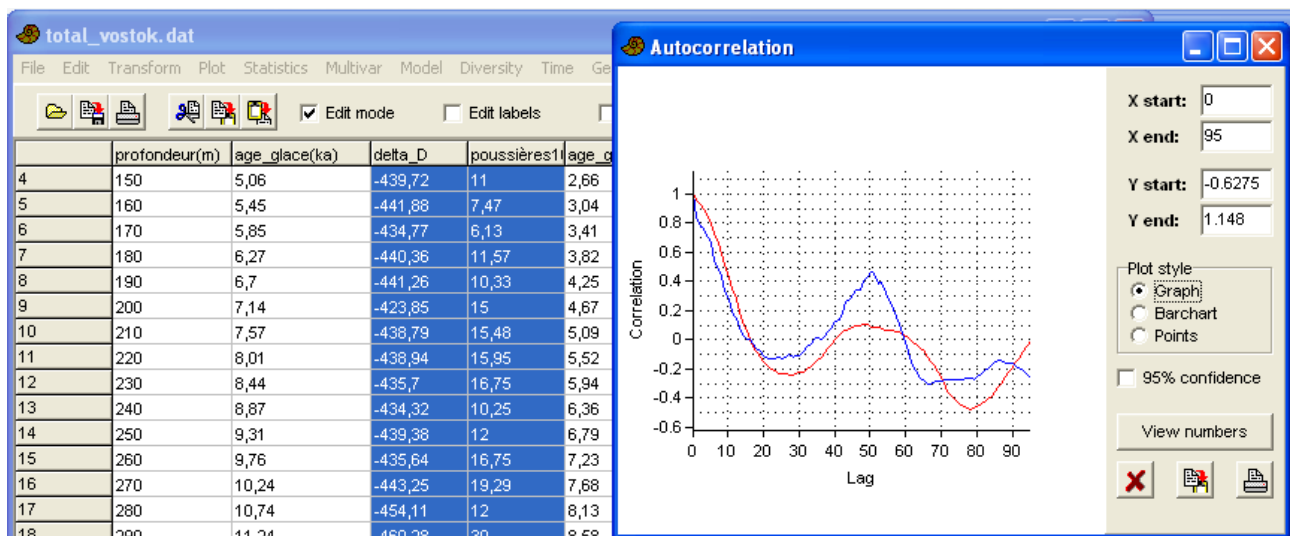 total_vostok.dat
File Edit Transform Plot Statistics Multivar Model Diversity Time Ge
Edit mode Edit labels
profondeur(m) age_glace(ka) delta_D poussières1( age_g
4 150 5,06 -439,72 11 2,66
5 160 5,45 -441,88 7,47 3,04
6 170 5,85 -434,77 6,13 3,41
7 180 6,27 -440,36 11,57 3,82
8 190 6,7 -441,26 10,33 4,25
9 200 7,14 -423,85 15 4,67
10 210 7,57 -438,79 15,48 5,09
11 220 8,01 -438,94 15,95 5,52
12 230 8,44 -435,7 16,75 5,94
13 240 8,87 -434,32 10,25 6,36
14 250 9,31 -439,38 12 6,79
15 260 9,76 -435,64 16,75 7,23
16 270 10,24 -443,25 19,29 7,68
17 280 10,74 -454,11 12 8,13
Autocorrelation
1
0.8
0.6
0.4
0.2
0
-0.2
-0.4
-0.6
Correlation
0 10 20 30 40 50 60 70 80 90
Lag
X start: 0
X end: 95
Y start: -0.6275
Y end: 1.148
Plot style
Graph
Barchart
Points
95% confidence
View numbers